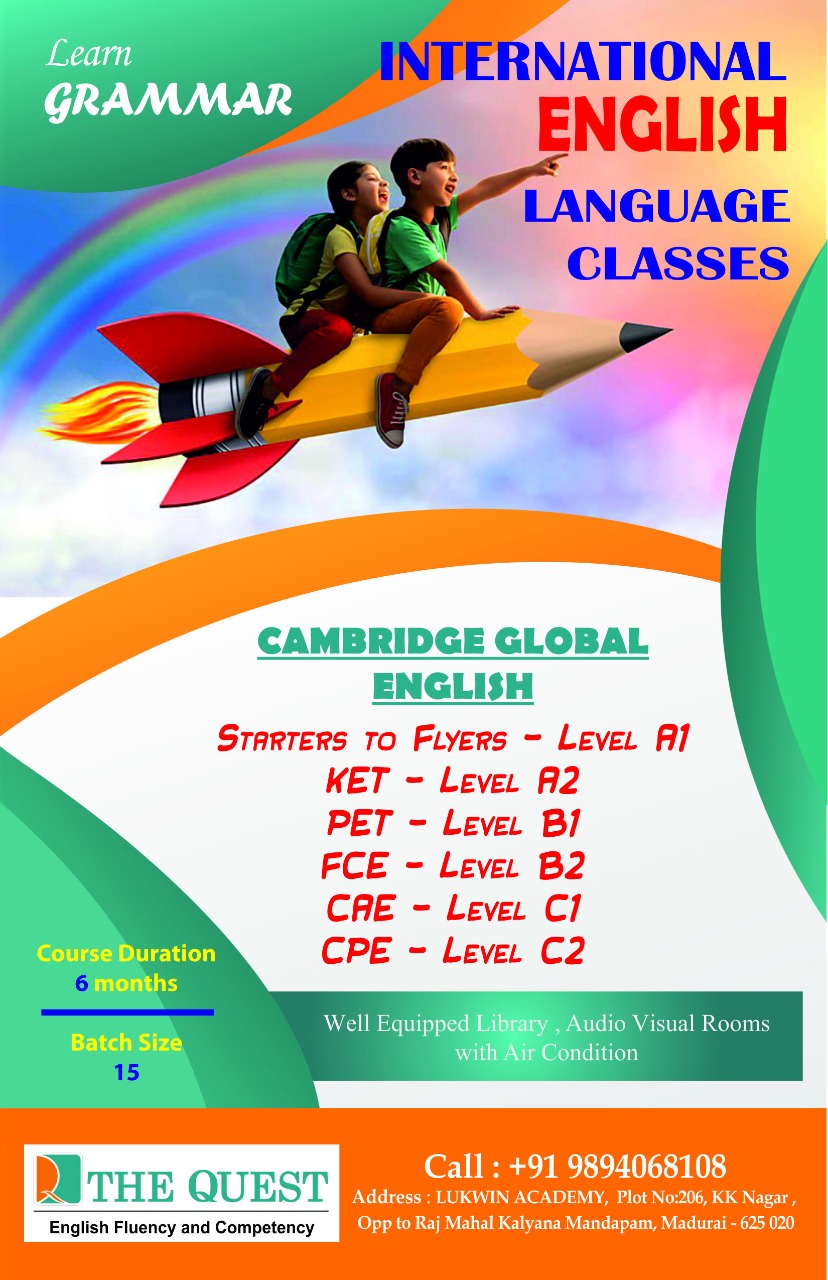 Learn
GRAMMAR
INTERNATIONAL
ENGLISH
LANGUAGE
CLASSES
CAMBRIDGE GLOBAL
ENGLISH
STARTERS TO FLYERS - LEVEL A1
KET - LEVEL A2
PET - LEVEL B1
FCE - LEVEL B2
CAE - LEVEL C1
CPE - LEVEL C2
Course Duration
6 months
Batch Size
15
Well Equipped Library , Audio Visual Rooms
with Air Condition
THE QUEST
English Fluency and Competency
Call : +91 9894068108
Address : LUKWIN ACADEMY, Plot No:206, KK Nagar ,
Opp to Raj Mahal Kalyana Mandapam, Madurai - 625 020